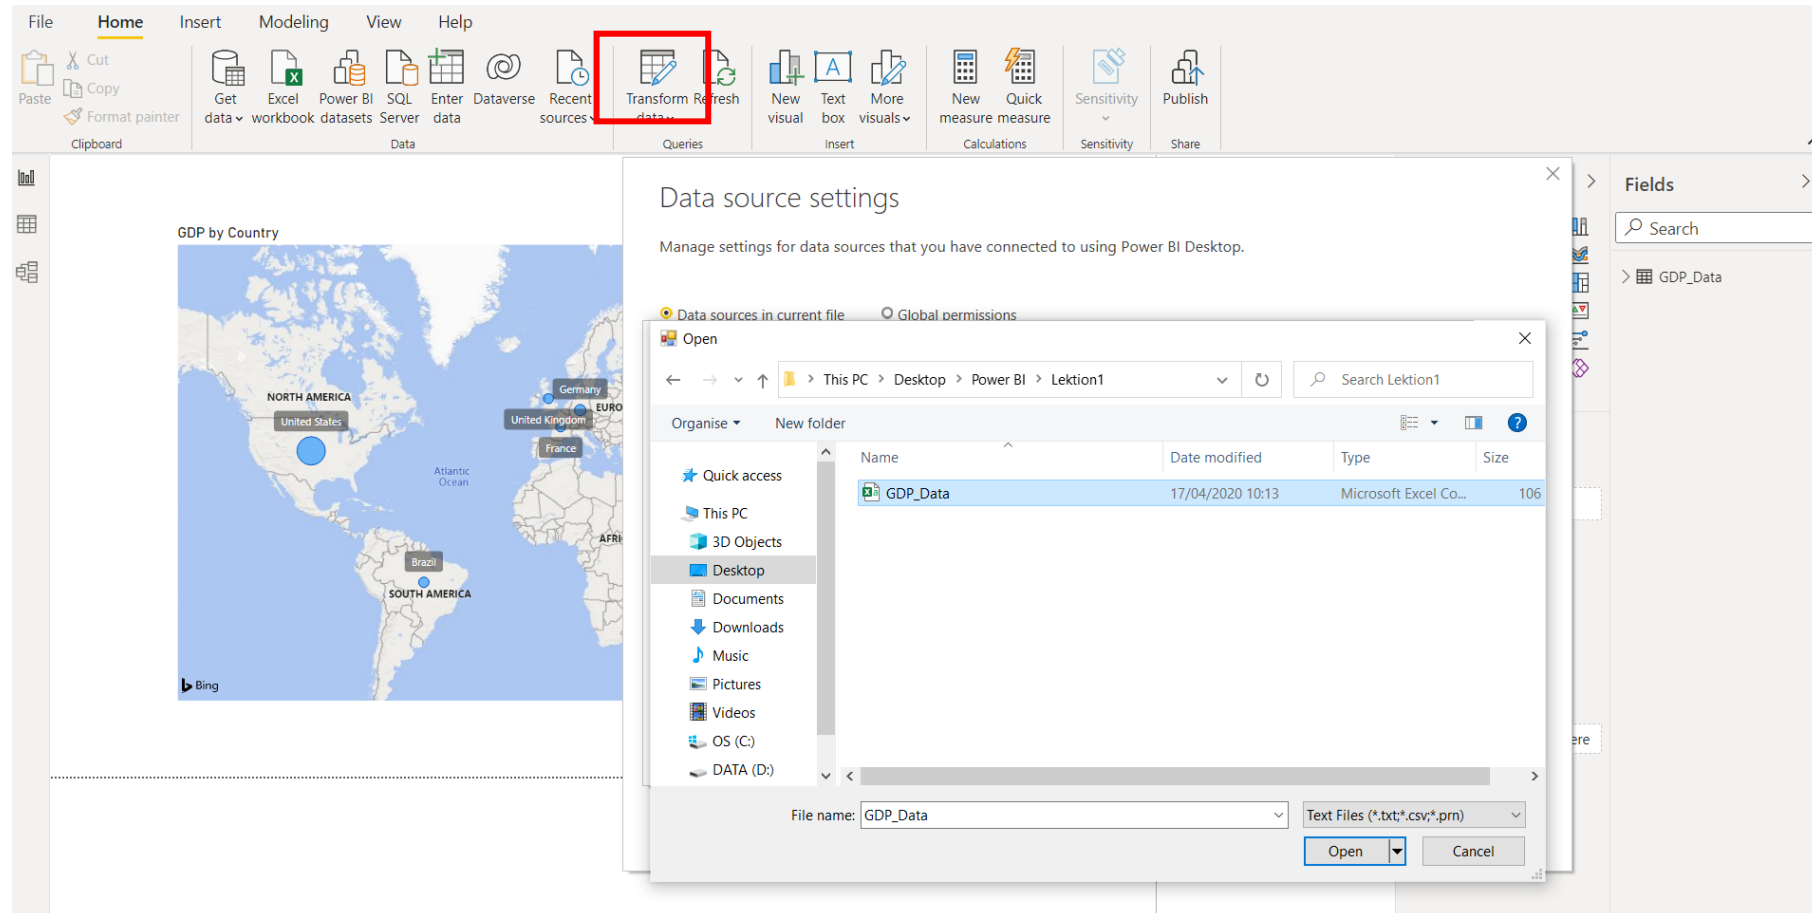 File Home Insert Modeling View Help
Paste
Cut
Copy
Format painter
Clipboard
Get data
Excel workbook
Power BI datasets
SQL Server
Enter data
Dataverse
Recent sources
Data
Transform data
Refresh
Queries
New visual
Text box
More visuals
Insert
New measure
Quick measure
Calculations
Sensitivity
Sensitivity
Publish
Share
GDP by Country
NORTH AMERICA
United States
Germany
EURO
United Kingdom
France
Atlantic
Ocean
AFRI
Brazil
SOUTH AMERICA
Bing
Data source settings
Manage settings for data sources that you have connected to using Power BI Desktop.
Data sources in current file Global permissions
Open
This PC > Desktop > Power BI > Lektion1
Search Lektion1
Organise New folder
Name Date modified Type Size
GDP_Data 17/04/2020 10:13 Microsoft Excel Co... 106
Quick access
This PC
3D Objects
Desktop
Documents
Downloads
Music
Pictures
Videos
OS (C:)
DATA (D:)
File name: GDP_Data
Text Files (*.txt;*.csv;*.prn)
Open Cancel
ere
Fields
Search
GDP_Data